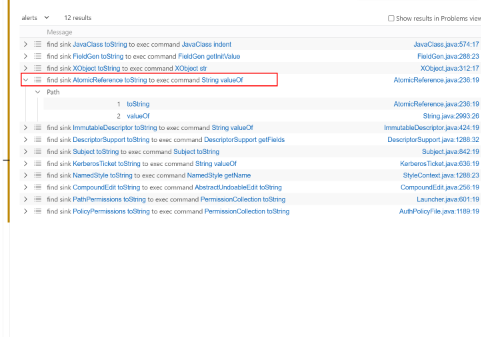 alerts 12 results Show results in Problems view
Message
find sink JavaClass toString to exec command JavaClass indent JavaClass.java:574:17
find sink FieldGen toString to exec command FieldGen getInitValue FieldGen.java:288:23
find sink XObject toString to exec command XObject str XObject.java:312:17
find sink AtomicReference toString to exec command String valueOf AtomicReference.java:236:19
Path
1 toString AtomicReference.java:236:19
2 valueOf String.java:2993:26
find sink ImmutableDescriptor toString to exec command String valueOf ImmutableDescriptor.java:424:19
find sink DescriptorSupport toString to exec command DescriptorSupport getFields DescriptorSupport.java:1288:32
find sink Subject toString to exec command Subject toString Subject.java:842:19
find sink KerberosTicket toString to exec command String valueOf KerberosTicket.java:636:19
find sink NamedStyle toString to exec command NamedStyle getName StyleContext.java:1288:23
find sink CompoundEdit toString to exec command AbstractUndoableEdit toString CompoundEdit.java:256:19
find sink PathPermissions toString to exec command PermissionCollection toString Launcher.java:601:19
find sink PolicyPermissions toString to exec command PermissionCollection toString AuthPolicyFile.java:1189:19